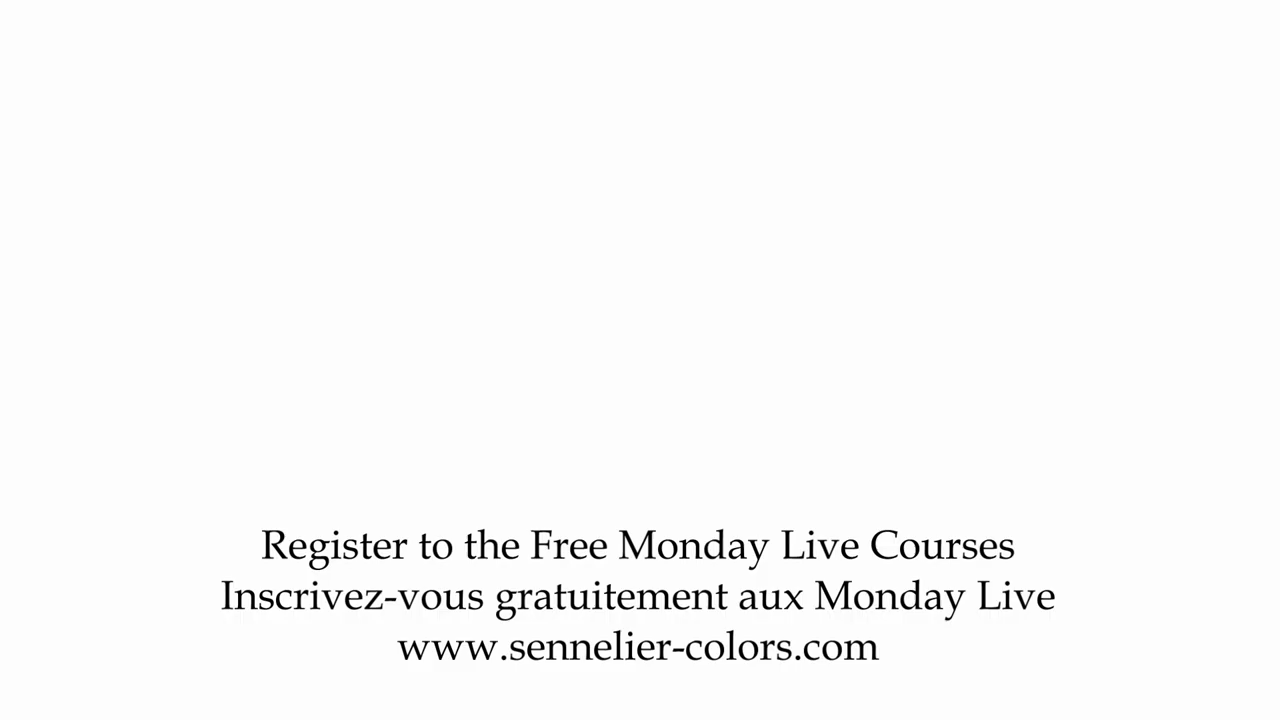 Register to the Free Monday Live Courses
Inscrivez-vous gratuitement aux Monday Live
www.sennelier-colors.com